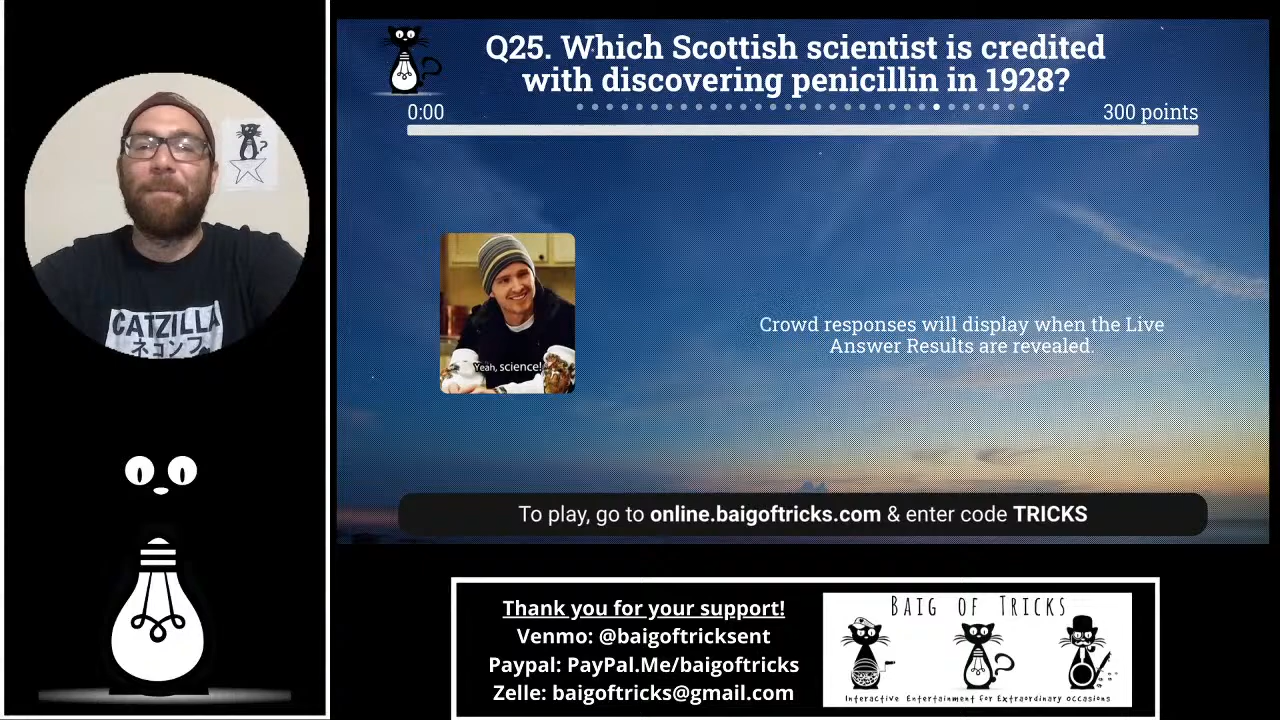 Q25. Which Scottish scientist is credited
with discovering penicillin in 1928?
0:00
300 points
CATZILLA
Yeah, science!
Crowd responses will display when the Live
Answer Results are revealed.
To play, go to online.baigoftricks.com & enter code TRICKS
Thank you for your support!
Venmo: @baigoftricksent
Paypal: PayPal.Me/baigoftricks
Zelle: baigoftricks@gmail.com
BAIG OF TRICKS
Interactive Entertainment for Extraordinary occasions